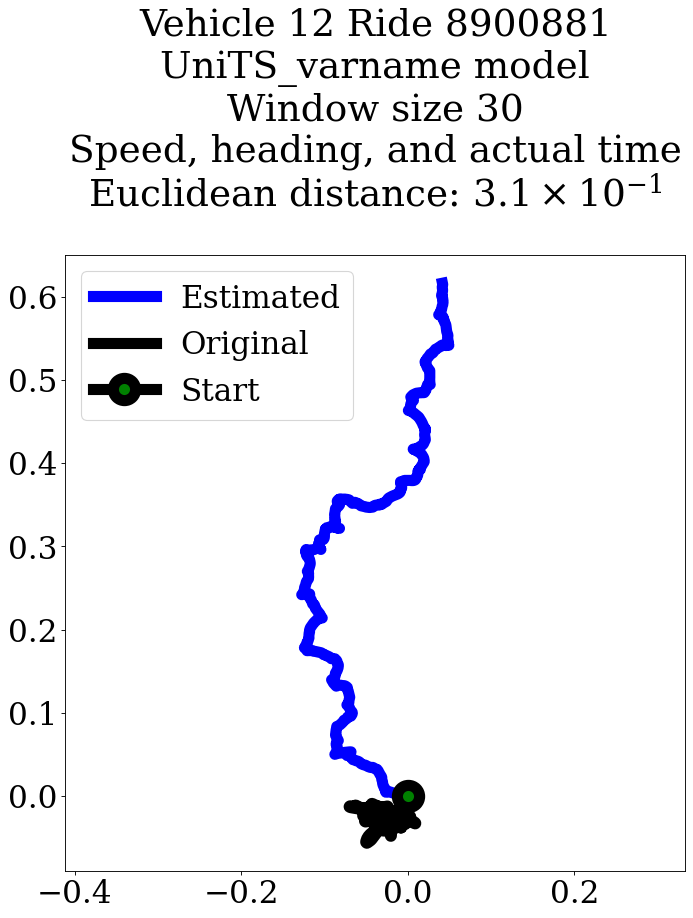 Vehicle 12 Ride 8900881
UniTS_varname model
Window size 30
Speed, heading, and actual time
Euclidean distance: 3.1 × 10⁻¹
Estimated
Original
Start
0.6
0.5
0.4
0.3
0.2
0.1
0.0
−0.4
−0.2
0.0
0.2